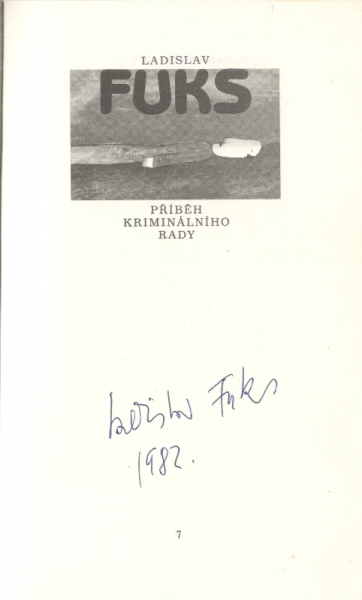 LADISLAV
FUKS
PŘÍBĚH
KRIMINÁLNÍHO
RADY
Ladislav Fuks
1982.
7